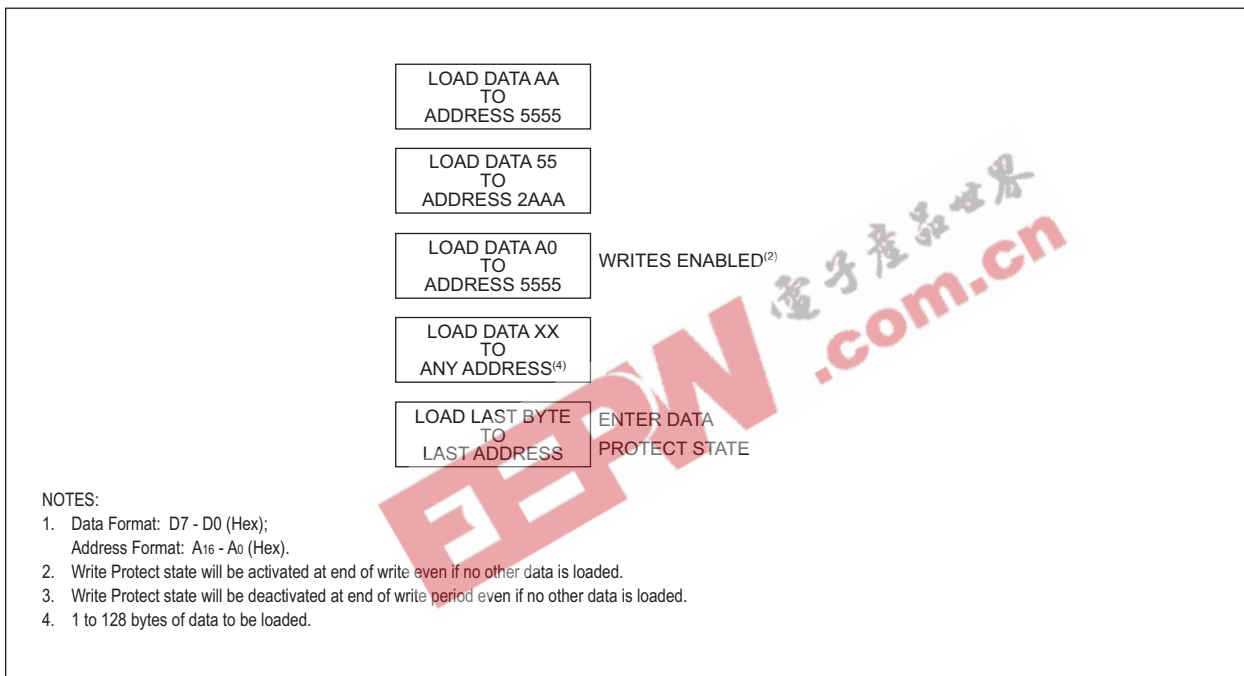 LOAD DATA AA
TO
ADDRESS 5555
LOAD DATA 55
TO
ADDRESS 2AAA
LOAD DATA A0
TO
ADDRESS 5555
WRITES ENABLED(2)
LOAD DATA XX
TO
ANY ADDRESS(4)
LOAD LAST BYTE
TO
LAST ADDRESS
ENTER DATA
PROTECT STATE
NOTES:
1. Data Format: D7 - D0 (Hex);
Address Format: A16 - A0 (Hex).
2. Write Protect state will be activated at end of write even if no other data is loaded.
3. Write Protect state will be deactivated at end of write period even if no other data is loaded.
4. 1 to 128 bytes of data to be loaded.
EEPW
電子產品世界
.com.cn